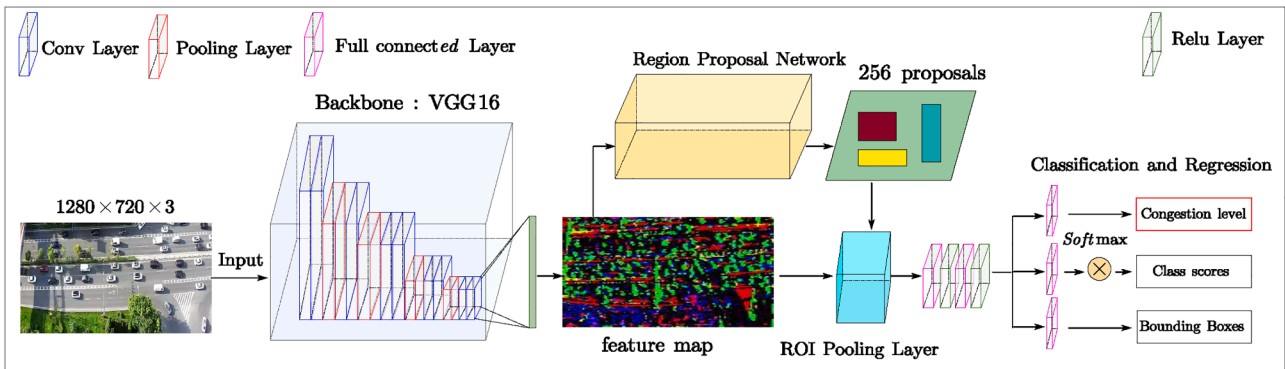 Conv Layer
Pooling Layer
Full connected Layer
Relu Layer
Region Proposal Network
256 proposals
Backbone : VGG16
Classification and Regression
1280×720×3
Congestion level
Softmax
Input
Class scores
Bounding Boxes
feature map
ROI Pooling Layer